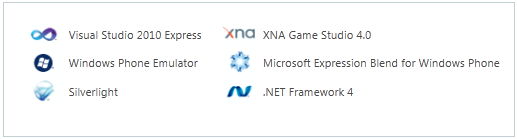 Visual Studio 2010 Express
xna XNA Game Studio 4.0
Windows Phone Emulator
Microsoft Expression Blend for Windows Phone
Silverlight
.NET Framework 4